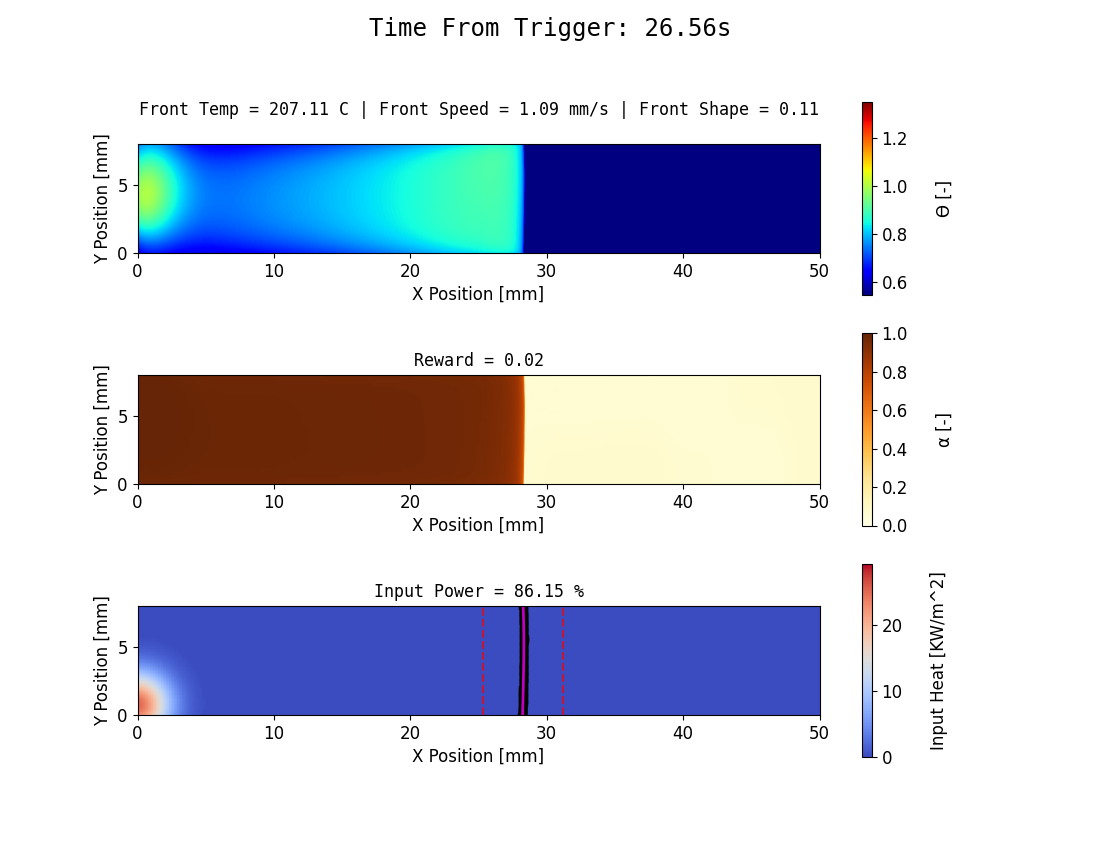 Time From Trigger: 26.56s
Front Temp = 207.11 C | Front Speed = 1.09 mm/s | Front Shape = 0.11
Y Position [mm]
5
0
0 10 20 30 40 50
X Position [mm]
1.2
1.0
0.8
0.6
Θ [-]
Reward = 0.02
Y Position [mm]
5
0
0 10 20 30 40 50
X Position [mm]
1.0
0.8
0.6
0.4
0.2
0.0
α [-]
Input Power = 86.15 %
Y Position [mm]
5
0
0 10 20 30 40 50
X Position [mm]
20
10
0
Input Heat [KW/m^2]